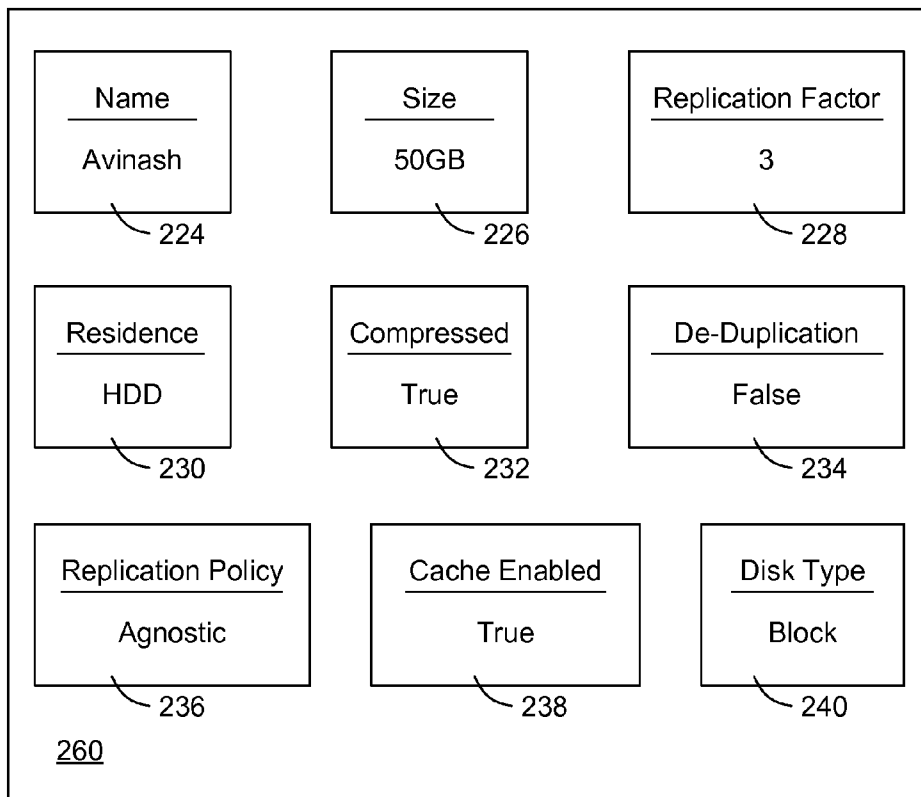 Name
Avinash
224
Size
50GB
226
Replication Factor
3
228
Residence
HDD
230
Compressed
True
232
De-Duplication
False
234
Replication Policy
Agnostic
236
Cache Enabled
True
238
Disk Type
Block
240
260